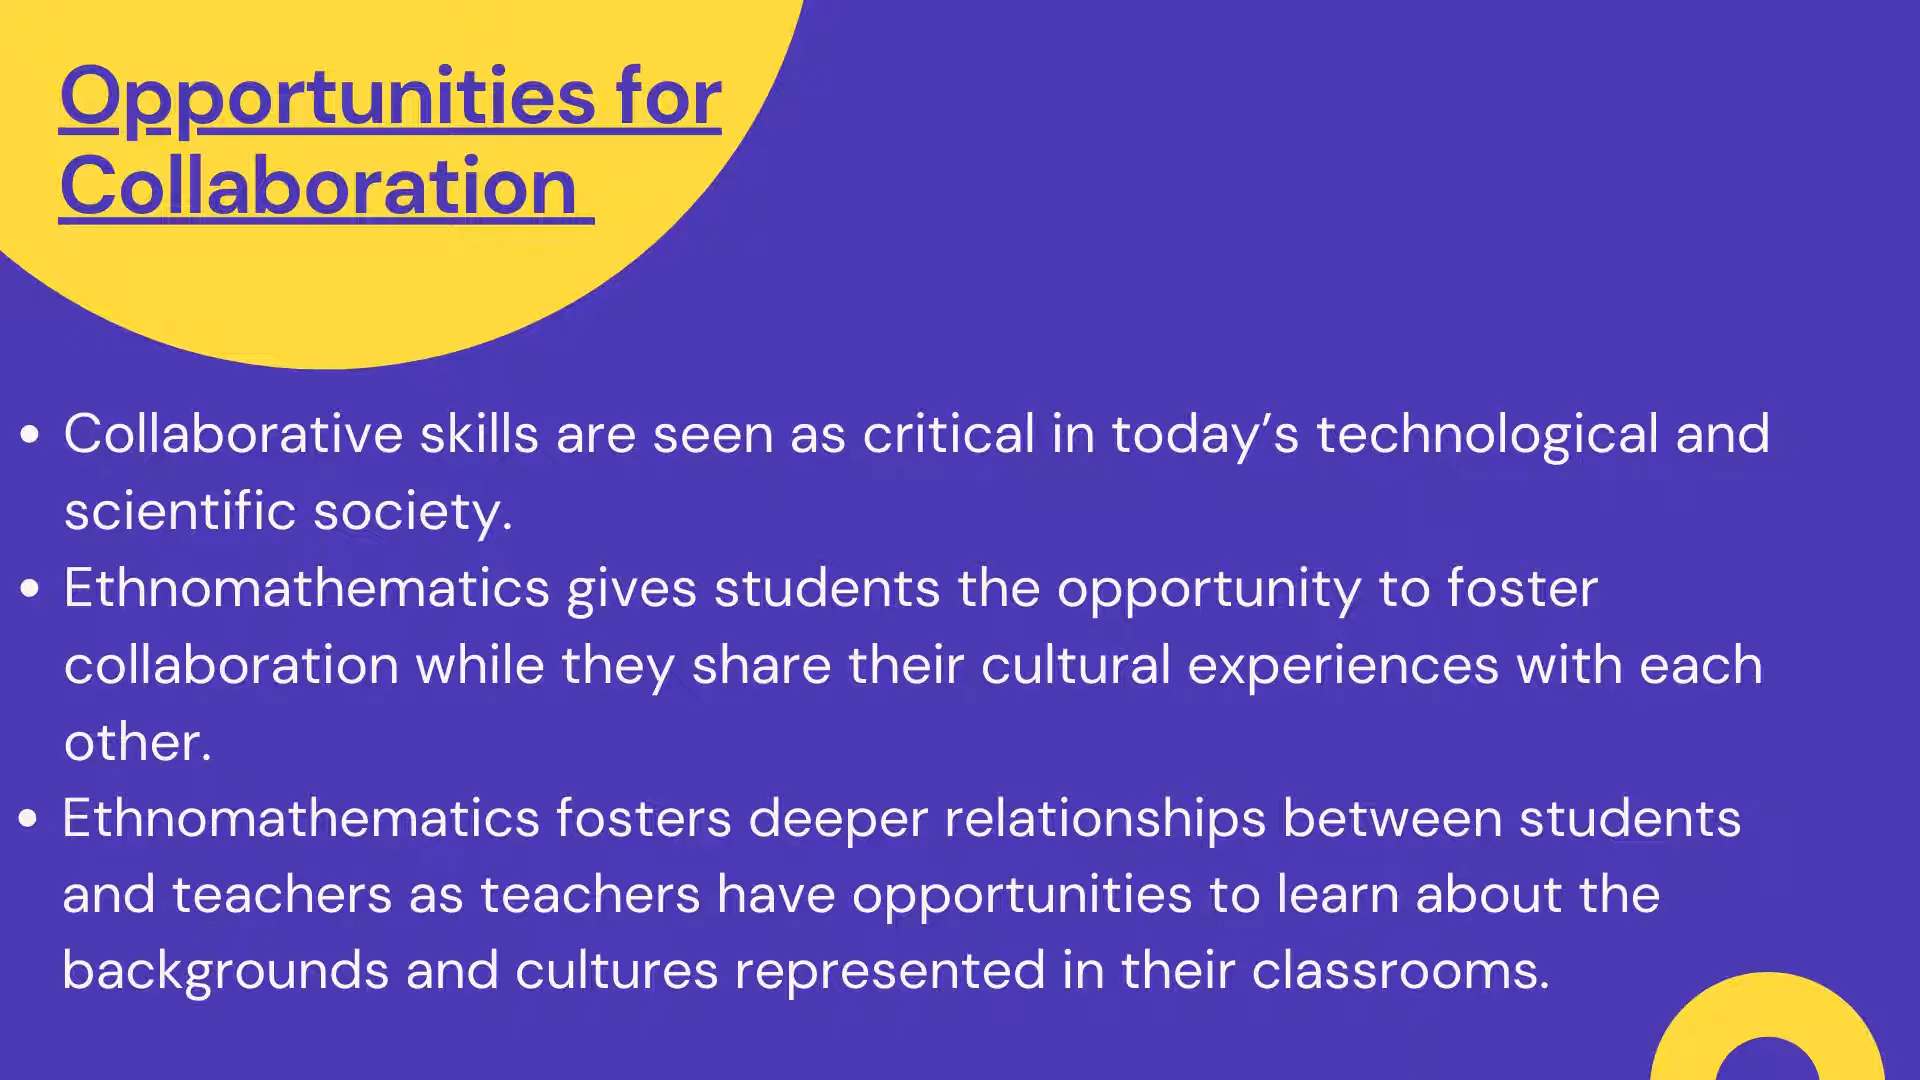 Opportunities for
Collaboration
• Collaborative skills are seen as critical in today’s technological and
scientific society.
• Ethnomathematics gives students the opportunity to foster
collaboration while they share their cultural experiences with each
other.
• Ethnomathematics fosters deeper relationships between students
and teachers as teachers have opportunities to learn about the
backgrounds and cultures represented in their classrooms.